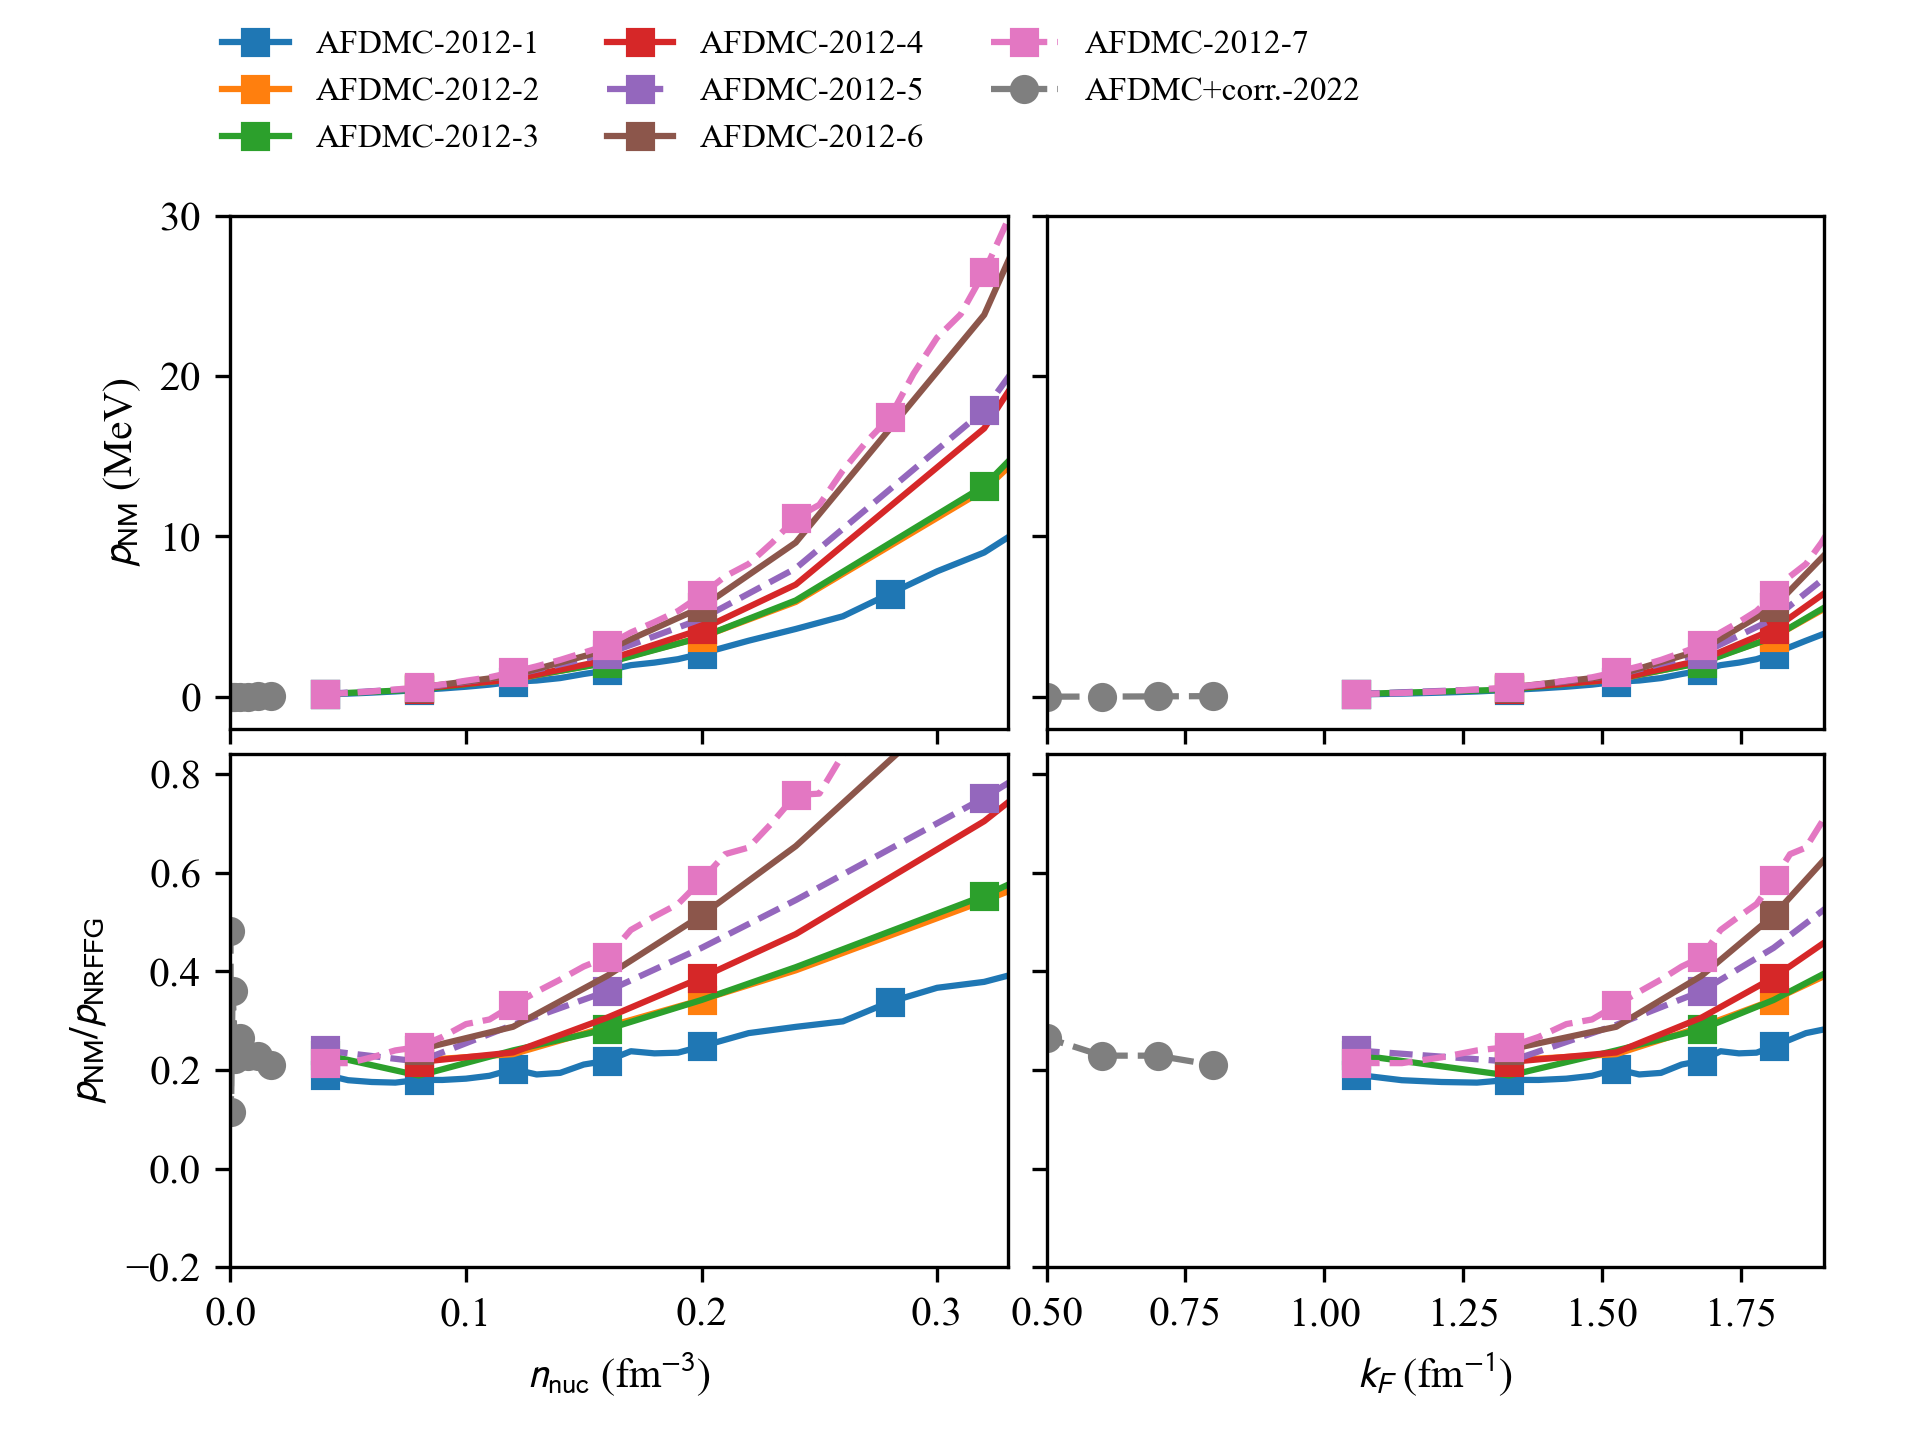 AFDMC-2012-1
AFDMC-2012-2
AFDMC-2012-3
AFDMC-2012-4
AFDMC-2012-5
AFDMC-2012-6
AFDMC-2012-7
AFDMC+corr.-2022
30
20
10
0
p_NM (MeV)
0.8
0.6
0.4
0.2
0.0
−0.2
p_NM/p_NRFFG
0.0 0.1 0.2 0.3
n_nuc (fm⁻³)
0.50 0.75 1.00 1.25 1.50 1.75
k_F (fm⁻¹)